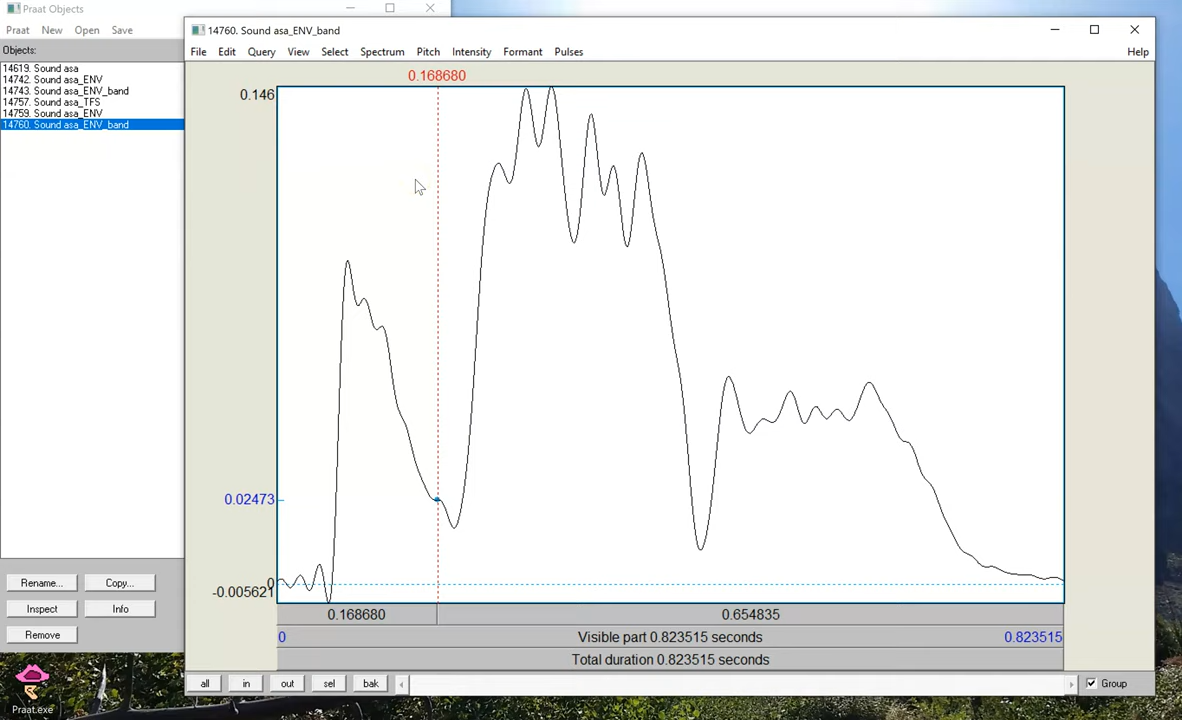 Praat Objects
Praat New Open Save
Objects:
14619. Sound asa
14742. Sound asa_ENV
14743. Sound asa_ENV_band
14757. Sound asa_TFS
14759. Sound asa_ENV
14760. Sound asa_ENV_band
Rename... Copy...
Inspect Info
Remove
Praat.exe
14760. Sound asa_ENV_band
File Edit Query View Select Spectrum Pitch Intensity Formant Pulses Help
0.168680
0.146
0.02473
0
-0.005621
0.168680 0.654835
0 Visible part 0.823515 seconds 0.823515
Total duration 0.823515 seconds
all in out sel bak Group